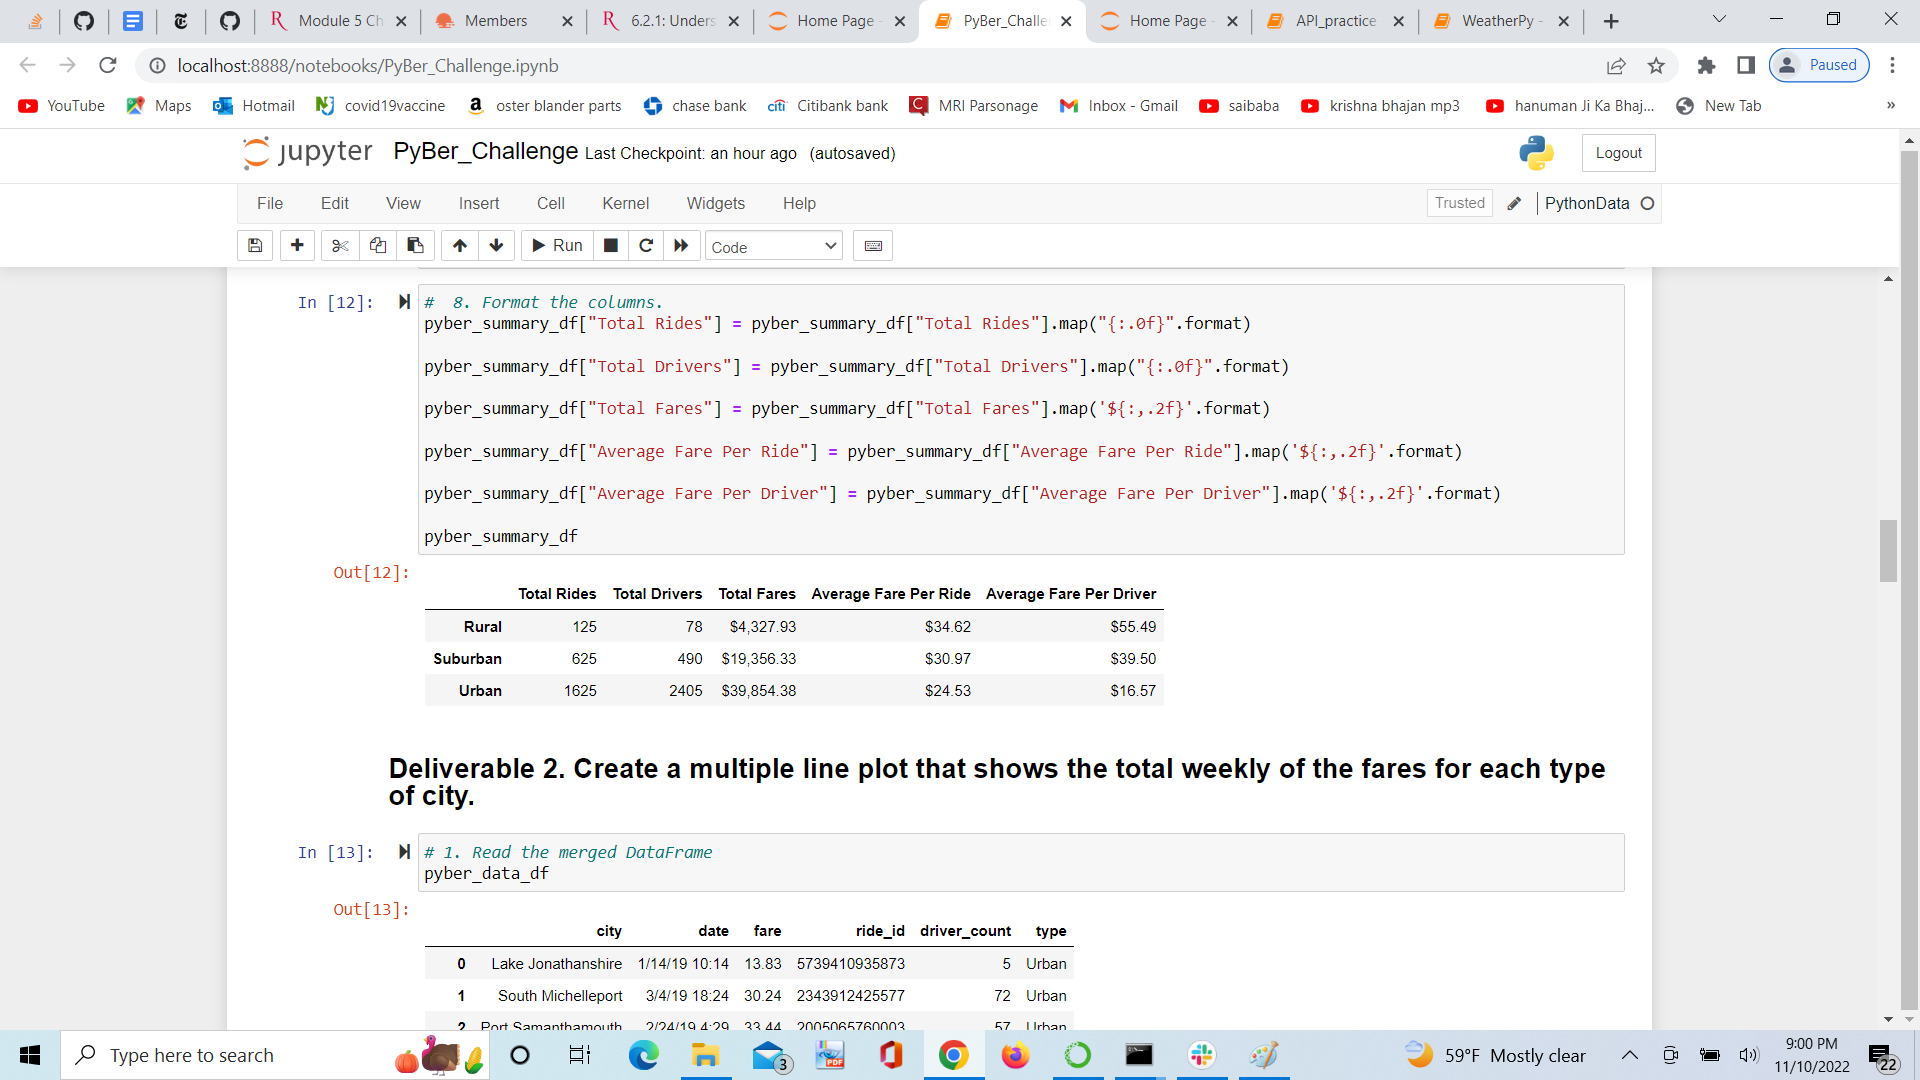 Module 5 Ch
Members
6.2.1: Unders
Home Page -
PyBer_Challe
Home Page -
API_practice
WeatherPy -
localhost:8888/notebooks/PyBer_Challenge.ipynb
Paused
YouTube Maps Hotmail covid19vaccine oster blander parts chase bank Citibank bank MRI Parsonage Inbox - Gmail saibaba krishna bhajan mp3 hanuman Ji Ka Bhaj... New Tab »
jupyter PyBer_Challenge Last Checkpoint: an hour ago (autosaved)
Logout
File Edit View Insert Cell Kernel Widgets Help
Trusted PythonData
Run Code
In [12]: #  8. Format the columns.
pyber_summary_df["Total Rides"] = pyber_summary_df["Total Rides"].map("{:.0f}".format)
pyber_summary_df["Total Drivers"] = pyber_summary_df["Total Drivers"].map("{:.0f}".format)
pyber_summary_df["Total Fares"] = pyber_summary_df["Total Fares"].map('${:,.2f}'.format)
pyber_summary_df["Average Fare Per Ride"] = pyber_summary_df["Average Fare Per Ride"].map('${:,.2f}'.format)
pyber_summary_df["Average Fare Per Driver"] = pyber_summary_df["Average Fare Per Driver"].map('${:,.2f}'.format)
pyber_summary_df
Out[12]:
Total Rides Total Drivers Total Fares Average Fare Per Ride Average Fare Per Driver
Rural 125 78 $4,327.93 $34.62 $55.49
Suburban 625 490 $19,356.33 $30.97 $39.50
Urban 1625 2405 $39,854.38 $24.53 $16.57
Deliverable 2. Create a multiple line plot that shows the total weekly of the fares for each type
of city.
In [13]: # 1. Read the merged DataFrame
pyber_data_df
Out[13]:
city date fare ride_id driver_count type
0 Lake Jonathanshire 1/14/19 10:14 13.83 5739410935873 5 Urban
1 South Michelleport 3/4/19 18:24 30.24 2343912425577 72 Urban
2 Port Samanthamouth 2/24/19 4:29 33.44 2005065760003 57 Urban
Type here to search
3
PDF
59°F Mostly clear
9:00 PM
11/10/2022
22